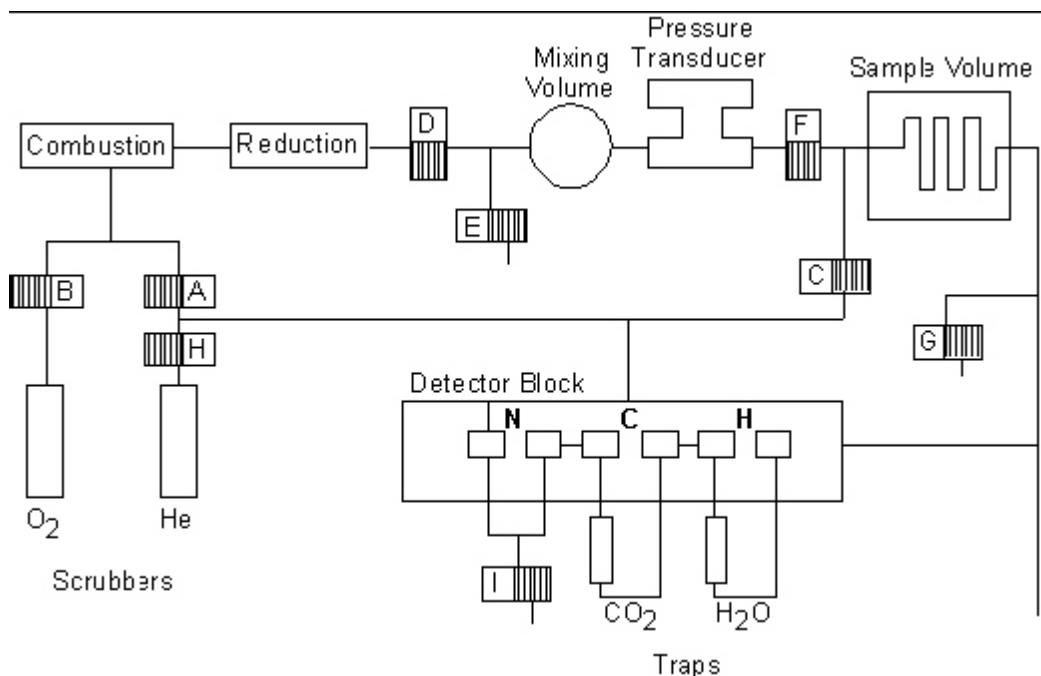 Pressure
Transducer
Mixing
Volume
Sample Volume
Combustion
Reduction
D
F
E
C
B
A
H
G
Detector Block
N C H
O2
He
Scrubbers
I
CO2
H2O
Traps